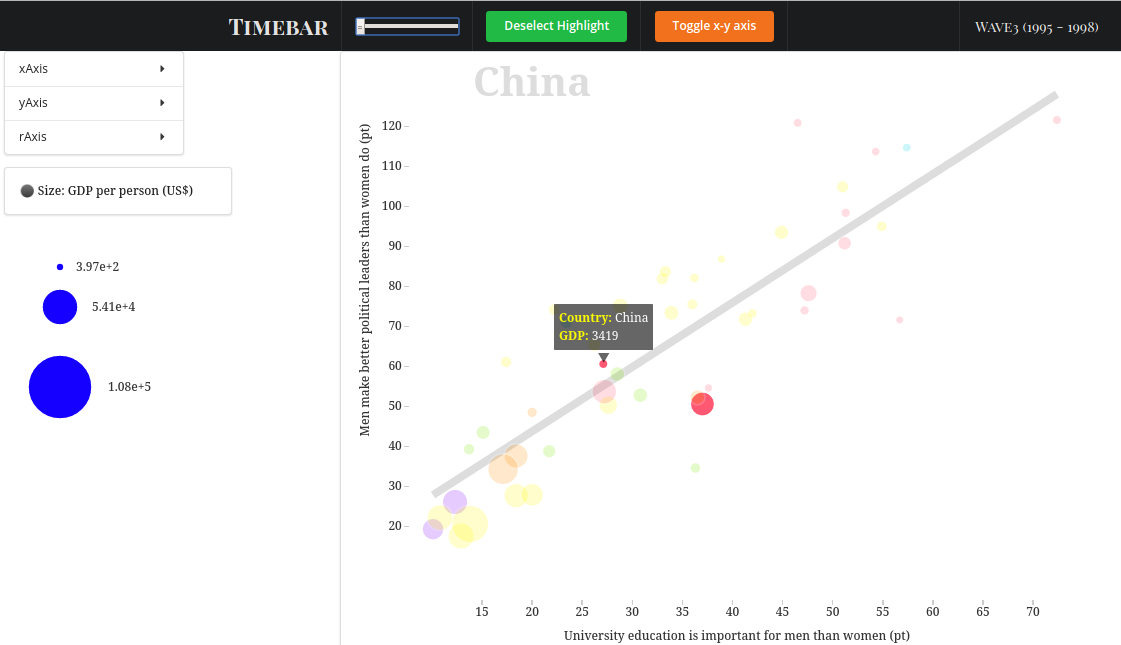 TIMEBAR
Deselect Highlight
Toggle x-y axis
WAVE3 (1995 - 1998)
xAxis
yAxis
rAxis
Size: GDP per person (US$)
3.97e+2
5.41e+4
1.08e+5
China
Men make better political leaders than women do (pt)
120
110
100
90
80
70
60
50
40
30
20
Country: China
GDP: 3419
15 20 25 30 35 40 45 50 55 60 65 70
University education is important for men than women (pt)